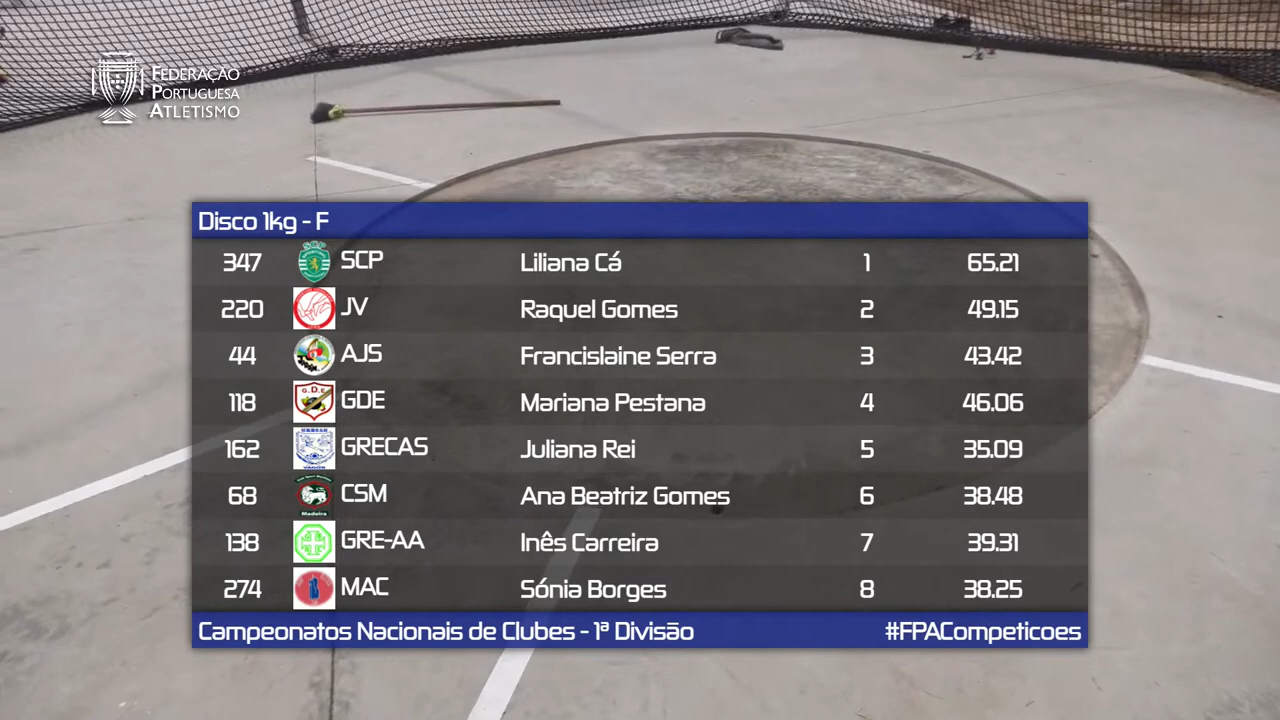 FEDERAÇÃO
PORTUGUESA
ATLETISMO
Disco 1kg - F
347 SCP Liliana Cá 1 65.21
220 JV Raquel Gomes 2 49.15
44 AJS Francislaine Serra 3 43.42
118 GDE Mariana Pestana 4 46.06
162 GRECAS Juliana Rei 5 35.09
68 CSM Ana Beatriz Gomes 6 38.48
138 GRE-AA Inês Carreira 7 39.31
274 MAC Sónia Borges 8 38.25
Campeonatos Nacionais de Clubes - 1ª Divisão #FPACompeticoes